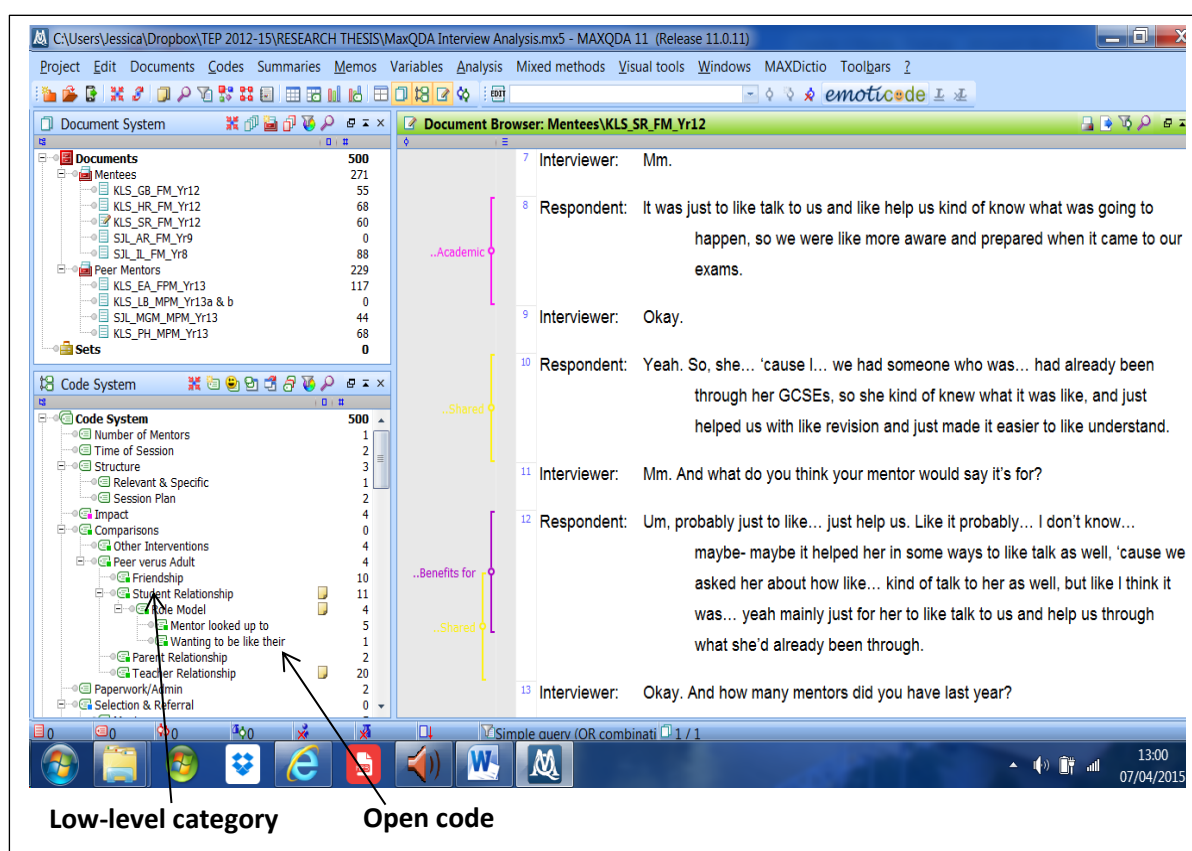 C:\Users\Jessica\Dropbox\TEP 2012-15\RESEARCH THESIS\MaxQDA Interview Analysis.mx5 - MAXQDA 11 (Release 11.0.11)
Project Edit Documents Codes Summaries Memos Variables Analysis Mixed methods Visual tools Windows MAXDictio Toolbars ?
EDIT
emoticode
Document System
Documents 500
Mentees 271
KLS_GB_FM_Yr12 55
KLS_HR_FM_Yr12 68
KLS_SR_FM_Yr12 60
SJL_AR_FM_Yr9 0
SJL_IL_FM_Yr8 88
Peer Mentors 229
KLS_EA_FPM_Yr13 117
KLS_LB_MPM_Yr13a & b 0
SJL_MGM_MPM_Yr13 44
KLS_PH_MPM_Yr13 68
Sets 0
Code System
Code System 500
Number of Mentors 1
Time of Session 2
Structure 3
Relevant & Specific 1
Session Plan 2
Impact 4
Comparisons 0
Other Interventions 4
Peer verus Adult 4
Friendship 10
Student Relationship 11
Role Model 4
Mentor looked up to 5
Wanting to be like their 1
Parent Relationship 2
Teacher Relationship 20
Paperwork/Admin 2
Selection & Referral 0
Document Browser: Mentees\KLS_SR_FM_Yr12
7 Interviewer: Mm.
8 Respondent: It was just to like talk to us and like help us kind of know what was going to
happen, so we were like more aware and prepared when it came to our
..Academic
exams.
9 Interviewer: Okay.
10 Respondent: Yeah. So, she… ‘cause I… we had someone who was… had already been
through her GCSEs, so she kind of knew what it was like, and just
..Shared
helped us with like revision and just made it easier to like understand.
11 Interviewer: Mm. And what do you think your mentor would say it's for?
12 Respondent: Um, probably just to like… just help us. Like it probably… I don't know…
maybe- maybe it helped her in some ways to like talk as well, ‘cause we
..Benefits for
asked her about how like… kind of talk to her as well, but like I think it
was… yeah mainly just for her to like talk to us and help us through
..Shared
what she'd already been through.
13 Interviewer: Okay. And how many mentors did you have last year?
0 0 0 0
Simple query (OR combinati 1 / 1
13:00
07/04/2015
Low-level category
Open code